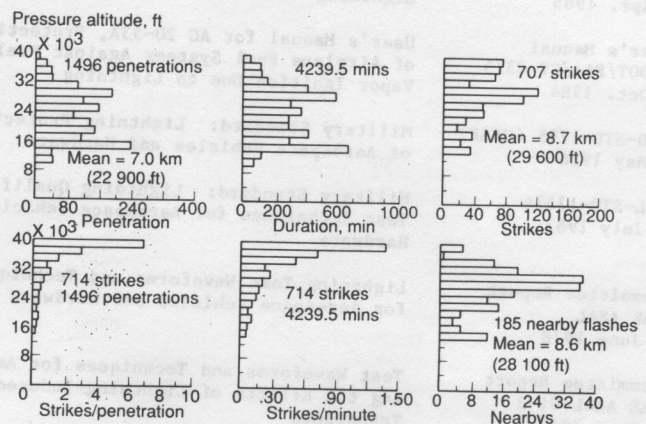 Pressure altitude, ft
X 10³
40
32
24
16
8
1496 penetrations
Mean = 7.0 km
(22 900 ft)
0 80 240 400
Penetration
4239.5 mins
0 200 600 1000
Duration, min
707 strikes
Mean = 8.7 km
(29 600 ft)
0 40 80 120 160 200
Strikes
X 10³
40
32
24
16
8
714 strikes
1496 penetrations
0 2 4 6 8 10
Strikes/penetration
714 strikes
4239.5 mins
0 .30 .60 .90 1.50
Strikes/minute
185 nearby flashes
Mean = 8.6 km
(28 100 ft)
0 8 16 24 32 40
Nearbys